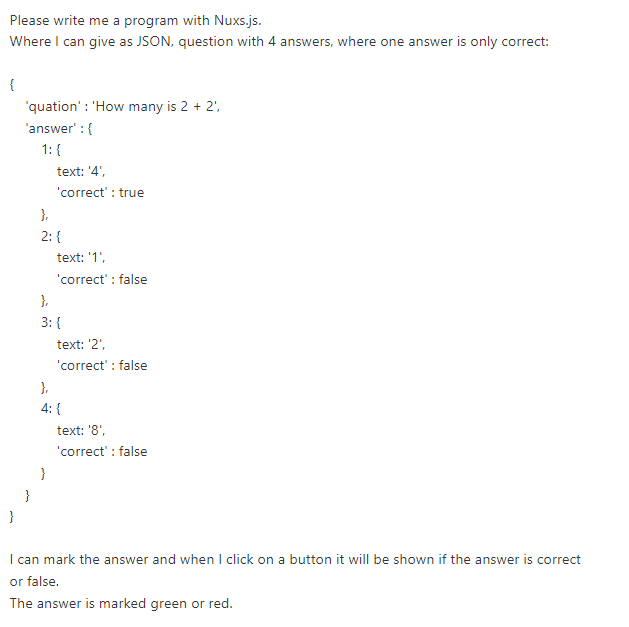 Please write me a program with Nuxs.js.
Where I can give as JSON, question with 4 answers, where one answer is only correct:
{
'quation' : 'How many is 2 + 2',
'answer' : {
1: {
text: '4',
'correct' : true
},
2: {
text: '1',
'correct' : false
},
3: {
text: '2',
'correct' : false
},
4: {
text: '8',
'correct' : false
}
}
}
I can mark the answer and when I click on a button it will be shown if the answer is correct
or false.
The answer is marked green or red.